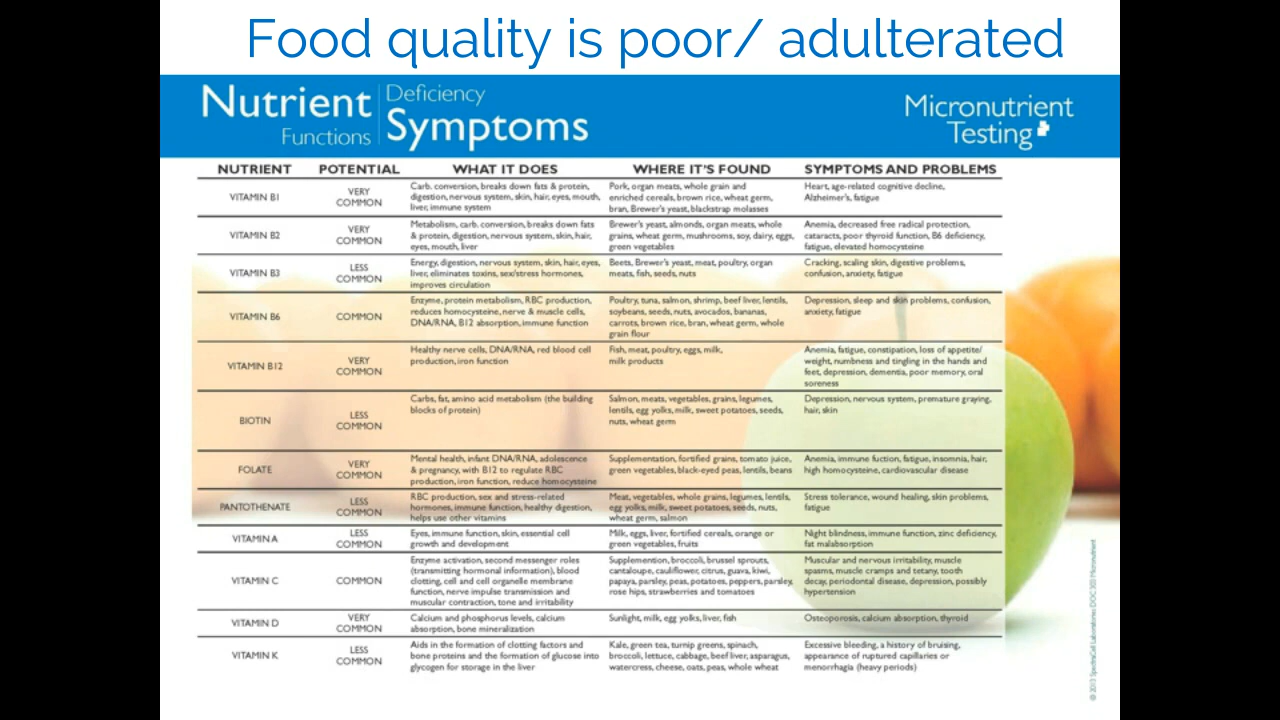 Food quality is poor/ adulterated
Nutrient Functions | Deficiency Symptoms
Micronutrient
Testing
NUTRIENT POTENTIAL WHAT IT DOES WHERE IT'S FOUND SYMPTOMS AND PROBLEMS
VITAMIN B1
VERY
COMMON
Carb. conversion, breaks down fats & protein,
digestion, nervous system, skin, hair, eyes, mouth,
liver, immune system
Pork, organ meats, whole grain and
enriched cereals, brown rice, wheat germ,
bran, Brewer's yeast, blackstrap molasses
Heart, age-related cognitive decline,
Alzheimer's, fatigue
VITAMIN B2
VERY
COMMON
Metabolism, carb. conversion, breaks down fats
& protein, digestion, nervous system, skin, hair,
eyes, mouth, liver
Brewer's yeast, almonds, organ meats, whole
grains, wheat germ, mushrooms, soy, dairy, eggs,
green vegetables
Anemia, decreased free radical protection,
cataracts, poor thyroid function, B6 deficiency,
fatigue, elevated homocysteine
VITAMIN B3
LESS
COMMON
Energy, digestion, nervous system, skin, hair, eyes,
liver, eliminates toxins, sex/stress hormones,
improves circulation
Beets, Brewer's yeast, meat, poultry, organ
meats, fish, seeds, nuts
Cracking, scaling skin, digestive problems,
confusion, anxiety, fatigue
VITAMIN B6
COMMON
Enzyme, protein metabolism, RBC production,
reduces homocysteine, nerve & muscle cells,
DNA/RNA, B12 absorption, immune function
Poultry, tuna, salmon, shrimp, beef liver, lentils,
soybeans, seeds, nuts, avocados, bananas,
carrots, brown rice, bran, wheat germ, whole
grain flour
Depression, sleep and skin problems, confusion,
anxiety, fatigue
VITAMIN B12
VERY
COMMON
Healthy nerve cells, DNA/RNA, red blood cell
production, iron function
Fish, meat, poultry, eggs, milk,
milk products
Anemia, fatigue, constipation, loss of appetite/
weight, numbness and tingling in the hands and
feet, depression, dementia, poor memory, oral
soreness
BIOTIN
LESS
COMMON
Carbs, fat, amino acid metabolism (the building
blocks of protein)
Salmon, meats, vegetables, grains, legumes,
lentils, egg yolks, milk, sweet potatoes, seeds,
nuts, wheat germ
Depression, nervous system, premature graying,
hair, skin
FOLATE
VERY
COMMON
Mental health, infant DNA/RNA, adolescence
& pregnancy, with B12 to regulate RBC
production, iron function, reduce homocysteine
Supplementation, fortified grains, tomato juice,
green vegetables, black-eyed peas, lentils, beans
Anemia, immune fuction, fatigue, insomnia, hair,
high homocysteine, cardiovascular disease
PANTOTHENATE
LESS
COMMON
RBC production, sex and stress-related
hormones, immune function, healthy digestion,
helps use other vitamins
Meat, vegetables, whole grains, legumes, lentils,
egg yolks, milk, sweet potatoes, seeds, nuts,
wheat germ, salmon
Stress tolerance, wound healing, skin problems,
fatigue
VITAMIN A
LESS
COMMON
Eyes, immune function, skin, essential cell
growth and development
Milk, eggs, liver, fortified cereals, orange or
green vegetables, fruits
Night blindness, immune function, zinc deficiency,
fat malabsorption
VITAMIN C
COMMON
Enzyme activation, second messenger roles
(transmitting hormonal information), blood
clotting, cell and cell organelle membrane
function, nerve impulse transmission and
muscular contraction, tone and irritability
Supplemention, broccoli, brussel sprouts,
cantaloupe, cauliflower, citrus, guava, kiwi,
papaya, parsley, peas, potatoes, peppers, parsley,
rose hips, strawberries and tomatoes
Muscular and nervous irritability, muscle
spasms, muscle cramps and tetany, tooth
decay, periodontal disease, depression, possibly
hypertension
VITAMIN D
VERY
COMMON
Calcium and phosphorus levels, calcium
absorption, bone mineralization
Sunlight, milk, egg yolks, liver, fish
Osteoporosis, calcium absorption, thyroid
VITAMIN K
LESS
COMMON
Aids in the formation of clotting factors and
bone proteins and the formation of glucose into
glycogen for storage in the liver
Kale, green tea, turnip greens, spinach,
broccoli, lettuce, cabbage, beef liver, asparagus,
watercress, cheese, oats, peas, whole wheat
Excessive bleeding, a history of bruising,
appearance of ruptured capillaries or
menorrhagia (heavy periods)
© 2013 SpectraCell Laboratories DOC Micronutrient